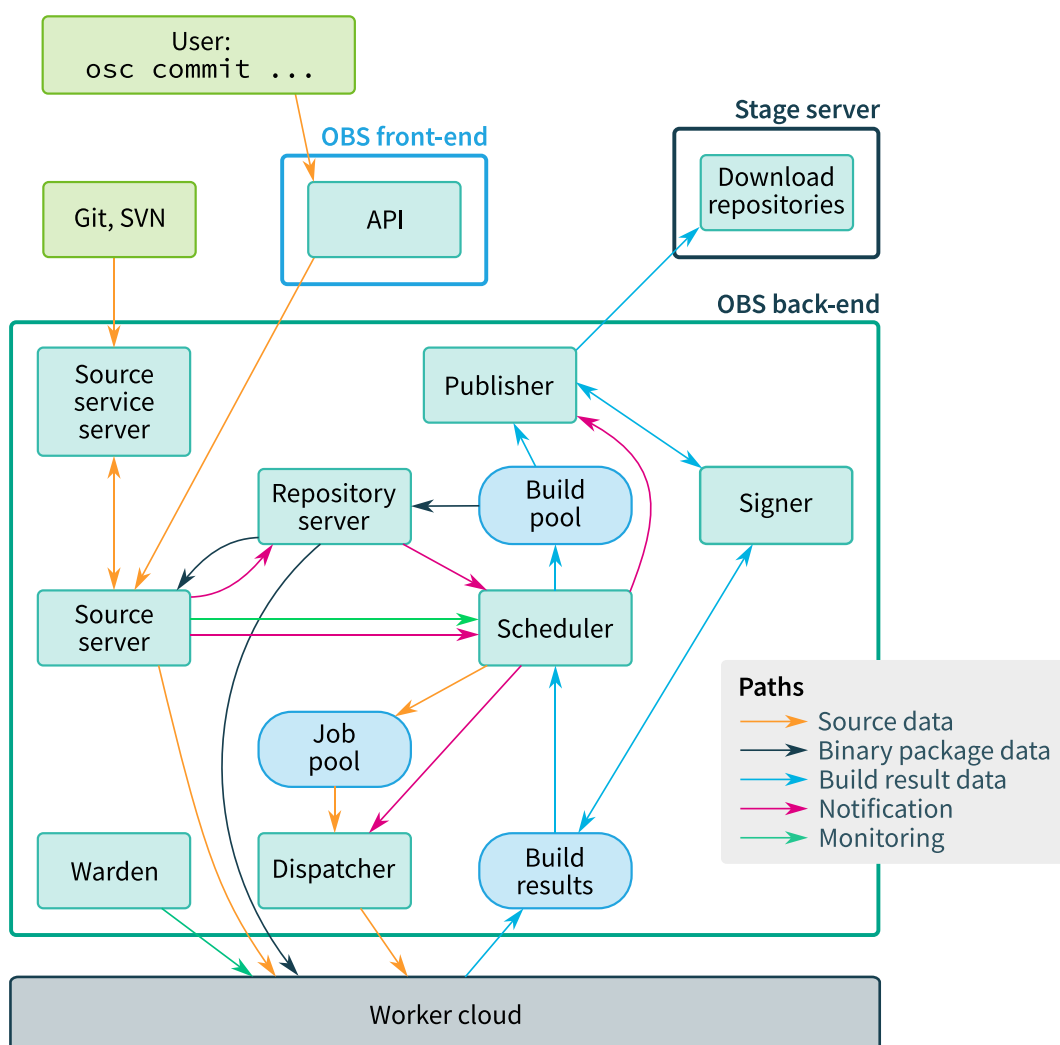 User:
osc commit ...
Stage server
OBS front-end
Download
repositories
Git, SVN
API
OBS back-end
Source
service
server
Publisher
Repository
server
Build
pool
Signer
Source
server
Scheduler
Paths
Source data
Binary package data
Build result data
Notification
Monitoring
Job
pool
Warden
Dispatcher
Build
results
Worker cloud